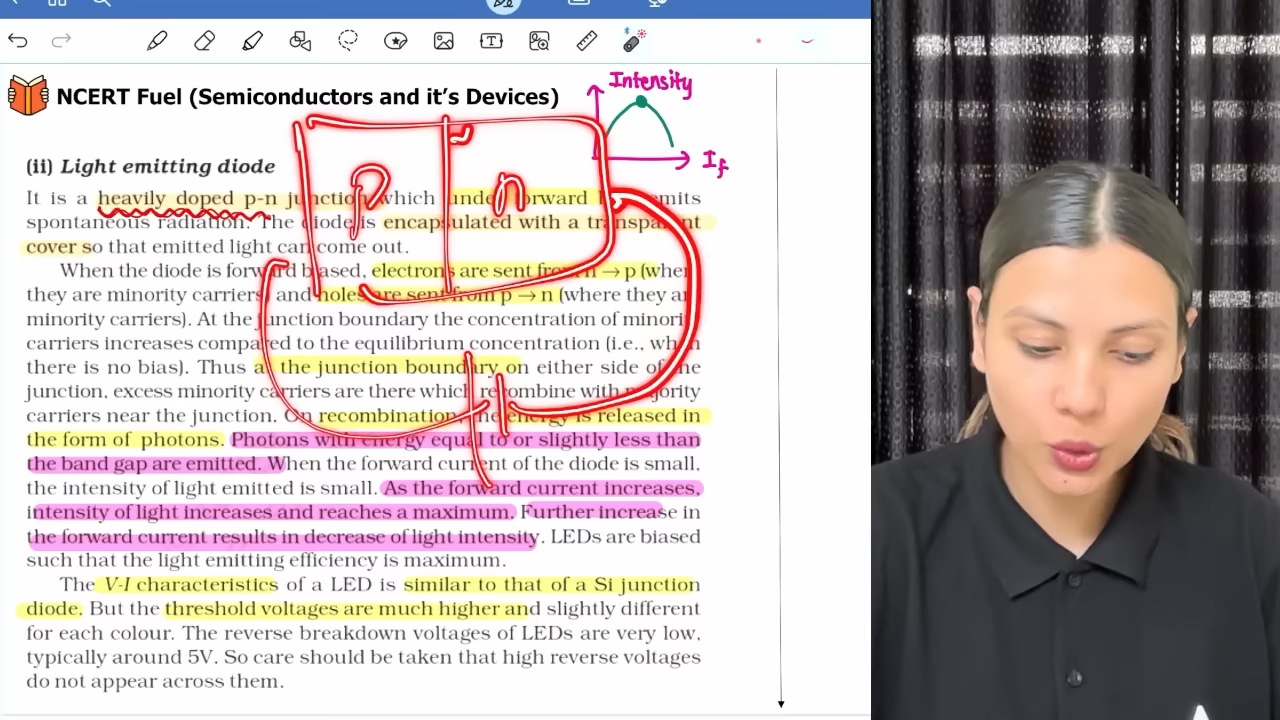 NCERT Fuel (Semiconductors and it's Devices)
Intensity
If
p n
(ii) Light emitting diode
It is a heavily doped p-n junction which under forward emits
spontaneous radiation. The diode is encapsulated with a transparent
cover so that emitted light can come out.
When the diode is forward biased, electrons are sent from n → p (where
they are minority carriers) and holes are sent from p → n (where they are
minority carriers). At the junction boundary the concentration of minority
carriers increases compared to the equilibrium concentration (i.e., when
there is no bias). Thus at the junction boundary on either side of the
junction, excess minority carriers are there which recombine with majority
carriers near the junction. On recombination, the energy is released in
the form of photons. Photons with energy equal to or slightly less than
the band gap are emitted. When the forward current of the diode is small,
the intensity of light emitted is small. As the forward current increases,
intensity of light increases and reaches a maximum. Further increase in
the forward current results in decrease of light intensity. LEDs are biased
such that the light emitting efficiency is maximum.
The V-I characteristics of a LED is similar to that of a Si junction
diode. But the threshold voltages are much higher and slightly different
for each colour. The reverse breakdown voltages of LEDs are very low,
typically around 5V. So care should be taken that high reverse voltages
do not appear across them.